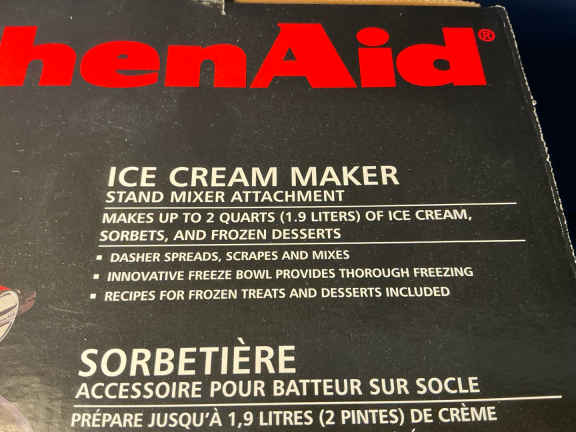 henAid®
ICE CREAM MAKER
STAND MIXER ATTACHMENT
MAKES UP TO 2 QUARTS (1.9 LITERS) OF ICE CREAM,
SORBETS, AND FROZEN DESSERTS
▪ DASHER SPREADS, SCRAPES AND MIXES
▪ INNOVATIVE FREEZE BOWL PROVIDES THOROUGH FREEZING
▪ RECIPES FOR FROZEN TREATS AND DESSERTS INCLUDED
SORBETIÈRE
ACCESSOIRE POUR BATTEUR SUR SOCLE
PRÉPARE JUSQU'À 1,9 LITRES (2 PINTES) DE CRÈME